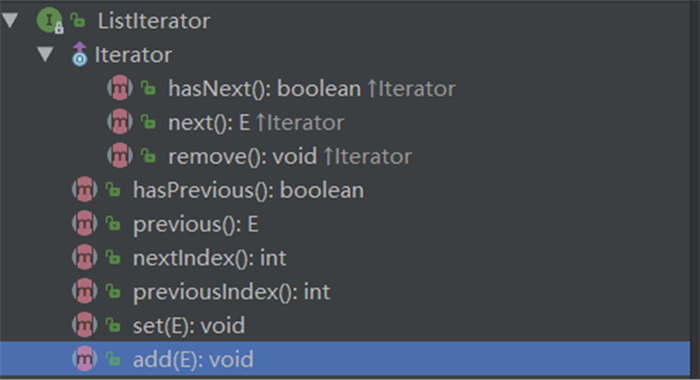 ListIterator
Iterator
hasNext(): boolean ↑Iterator
next(): E ↑Iterator
remove(): void ↑Iterator
hasPrevious(): boolean
previous(): E
nextIndex(): int
previousIndex(): int
set(E): void
add(E): void